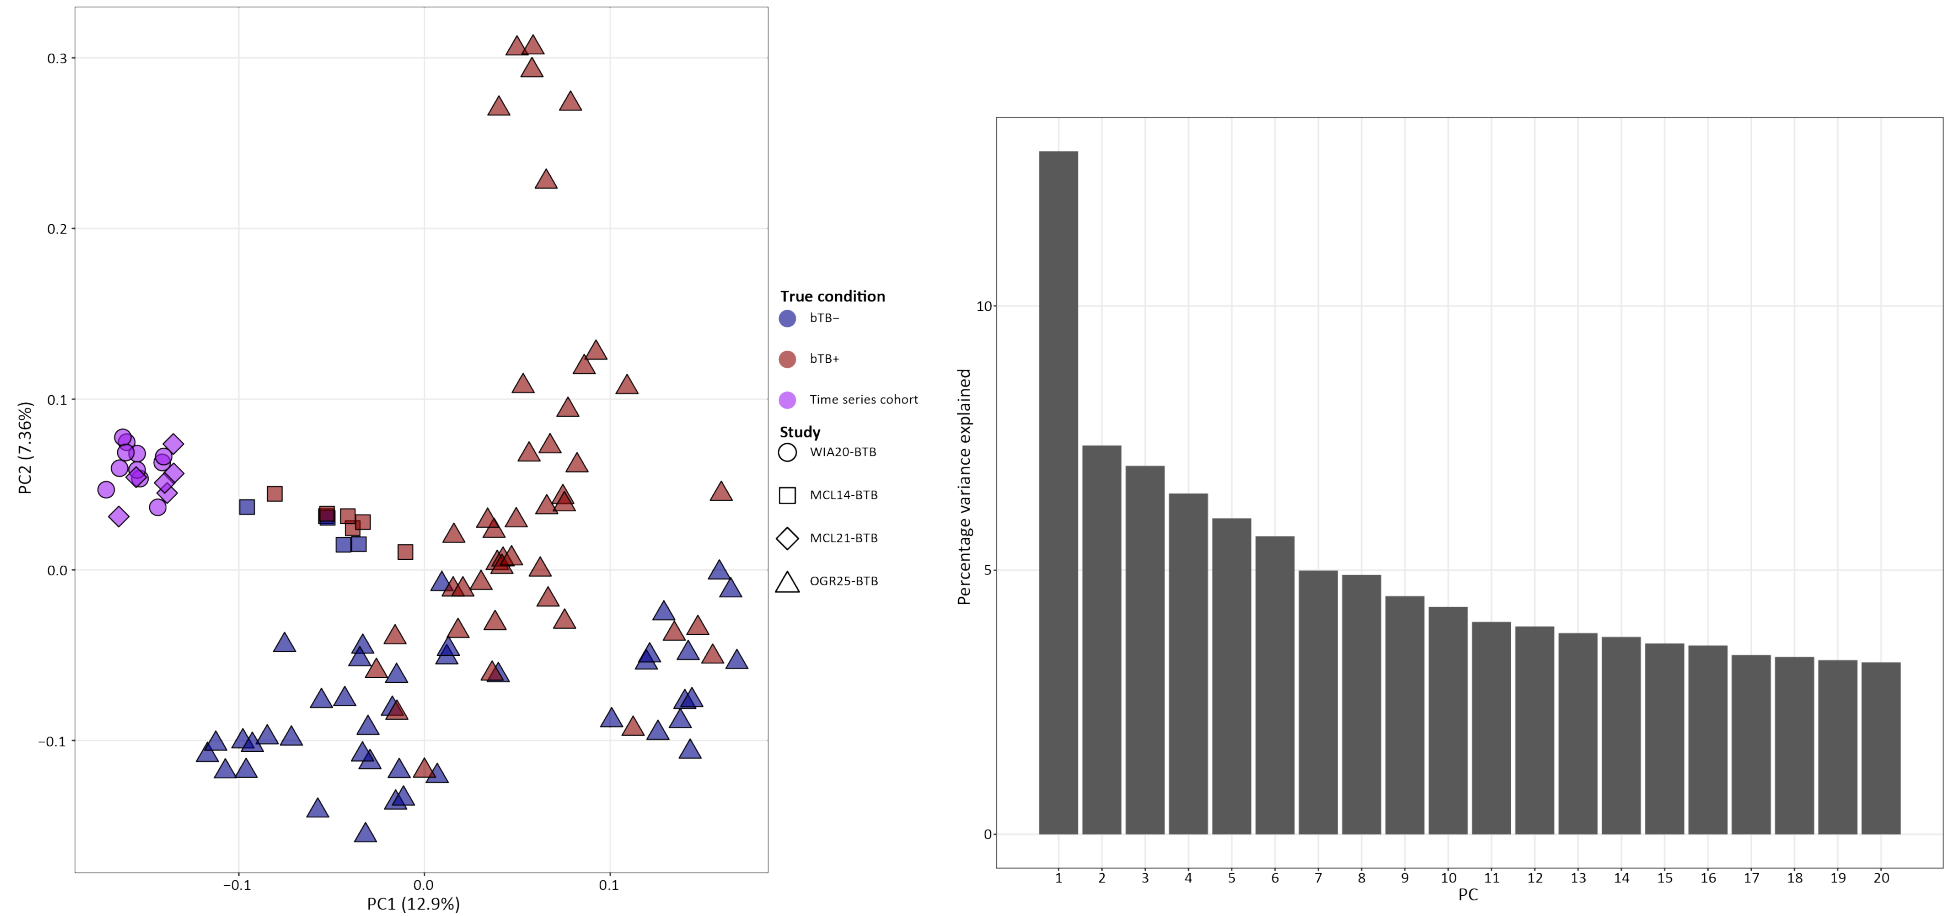 0.3
0.2
0.1
0.0
−0.1
PC2 (7.36%)
−0.1 0.0 0.1
PC1 (12.9%)
True condition
bTB−
bTB+
Time series cohort
Study
WIA20-BTB
MCL14-BTB
MCL21-BTB
OGR25-BTB
Percentage variance explained
10
5
0
1 2 3 4 5 6 7 8 9 10 11 12 13 14 15 16 17 18 19 20
PC